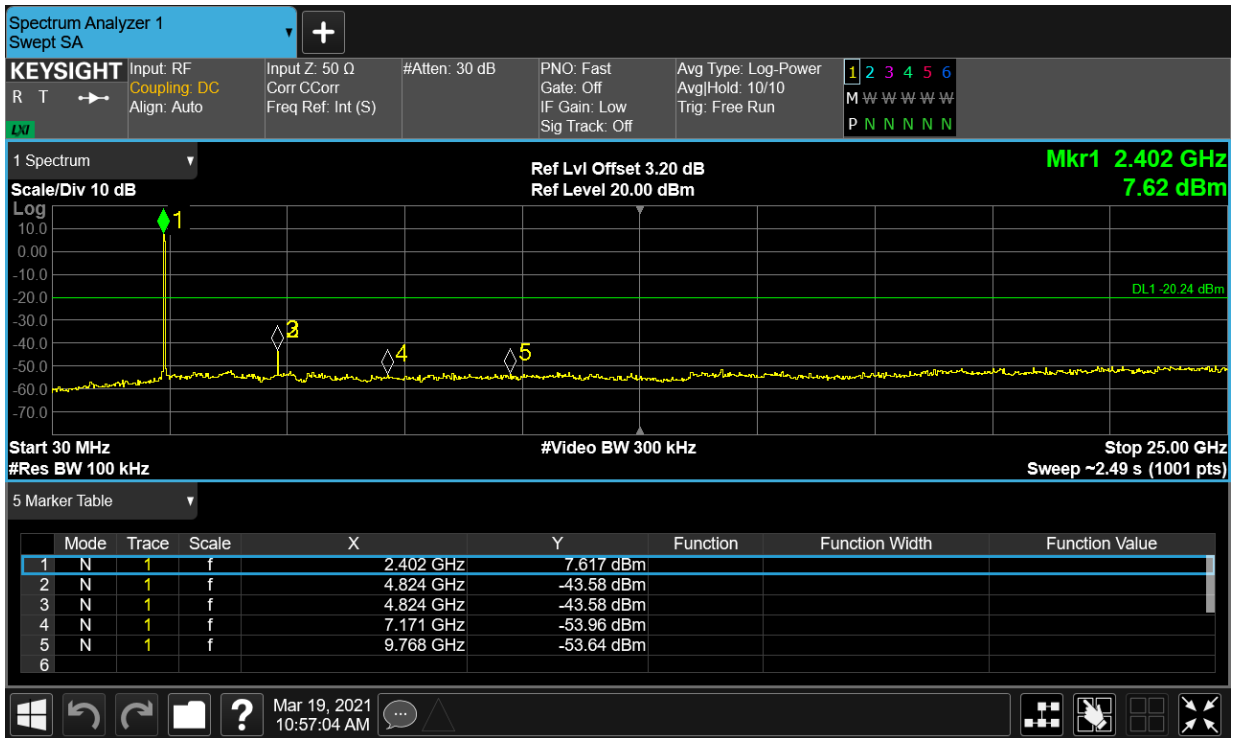 Spectrum Analyzer 1
Swept SA
KEYSIGHT
R T
LXI
Input: RF
Coupling: DC
Align: Auto
Input Z: 50 Ω
Corr CCorr
Freq Ref: Int (S)
#Atten: 30 dB
PNO: Fast
Gate: Off
IF Gain: Low
Sig Track: Off
Avg Type: Log-Power
Avg|Hold: 10/10
Trig: Free Run
1 2 3 4 5 6
M W W W W W
P N N N N N N
1 Spectrum
Scale/Div 10 dB
Ref Lvl Offset 3.20 dB
Ref Level 20.00 dBm
Mkr1 2.402 GHz
7.62 dBm
Log
10.0
0.00
-10.0
-20.0
-30.0
-40.0
-50.0
-60.0
-70.0
1
2
3
4
5
DL1 -20.24 dBm
Start 30 MHz
#Res BW 100 kHz
#Video BW 300 kHz
Stop 25.00 GHz
Sweep ~2.49 s (1001 pts)
5 Marker Table
Mode Trace Scale X Y Function Function Width Function Value
1 N 1 f 2.402 GHz 7.617 dBm
2 N 1 f 4.824 GHz -43.58 dBm
3 N 1 f 4.824 GHz -43.58 dBm
4 N 1 f 7.171 GHz -53.96 dBm
5 N 1 f 9.768 GHz -53.64 dBm
6
?
Mar 19, 2021
10:57:04 AM